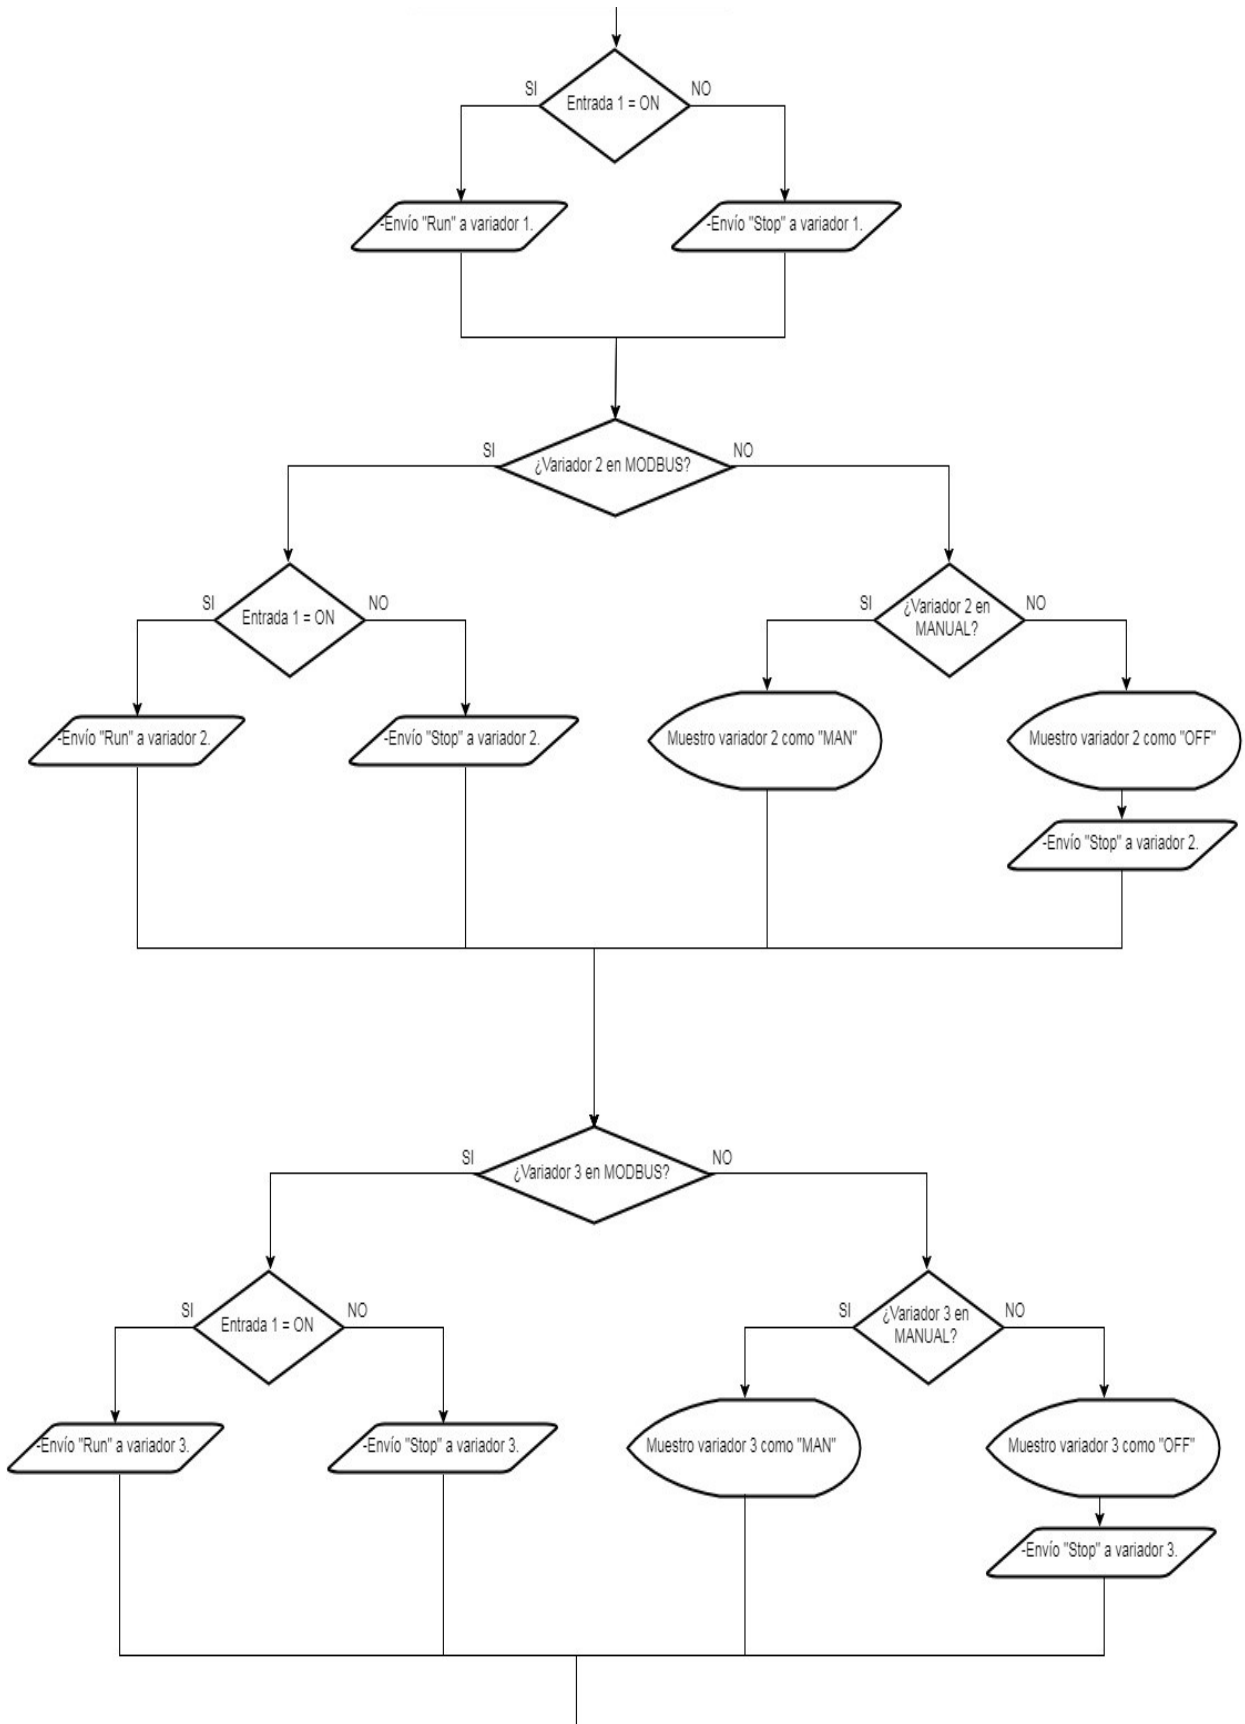 SI
NO
Entrada 1 = ON
-Envío "Run" a variador 1.
-Envío "Stop" a variador 1.
SI
NO
¿Variador 2 en MODBUS?
SI
NO
Entrada 1 = ON
SI
NO
¿Variador 2 en
MANUAL?
-Envío "Run" a variador 2.
-Envío "Stop" a variador 2.
Muestro variador 2 como "MAN"
Muestro variador 2 como "OFF"
-Envío "Stop" a variador 2.
SI
NO
¿Variador 3 en MODBUS?
SI
NO
Entrada 1 = ON
SI
NO
¿Variador 3 en
MANUAL?
-Envío "Run" a variador 3.
-Envío "Stop" a variador 3.
Muestro variador 3 como "MAN"
Muestro variador 3 como "OFF"
-Envío "Stop" a variador 3.